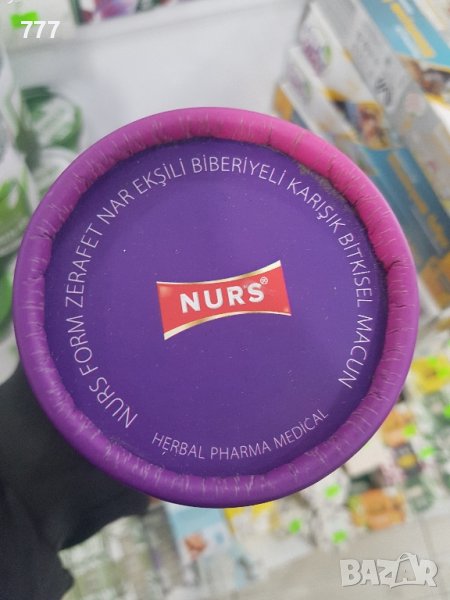 777
NURS FORM ZERAFET NAR EKŞİLİ BİBERİYELİ KARIŞIK BİTKİSEL MACUN
NURS®
HERBAL PHARMA MEDICAL
BAZAR